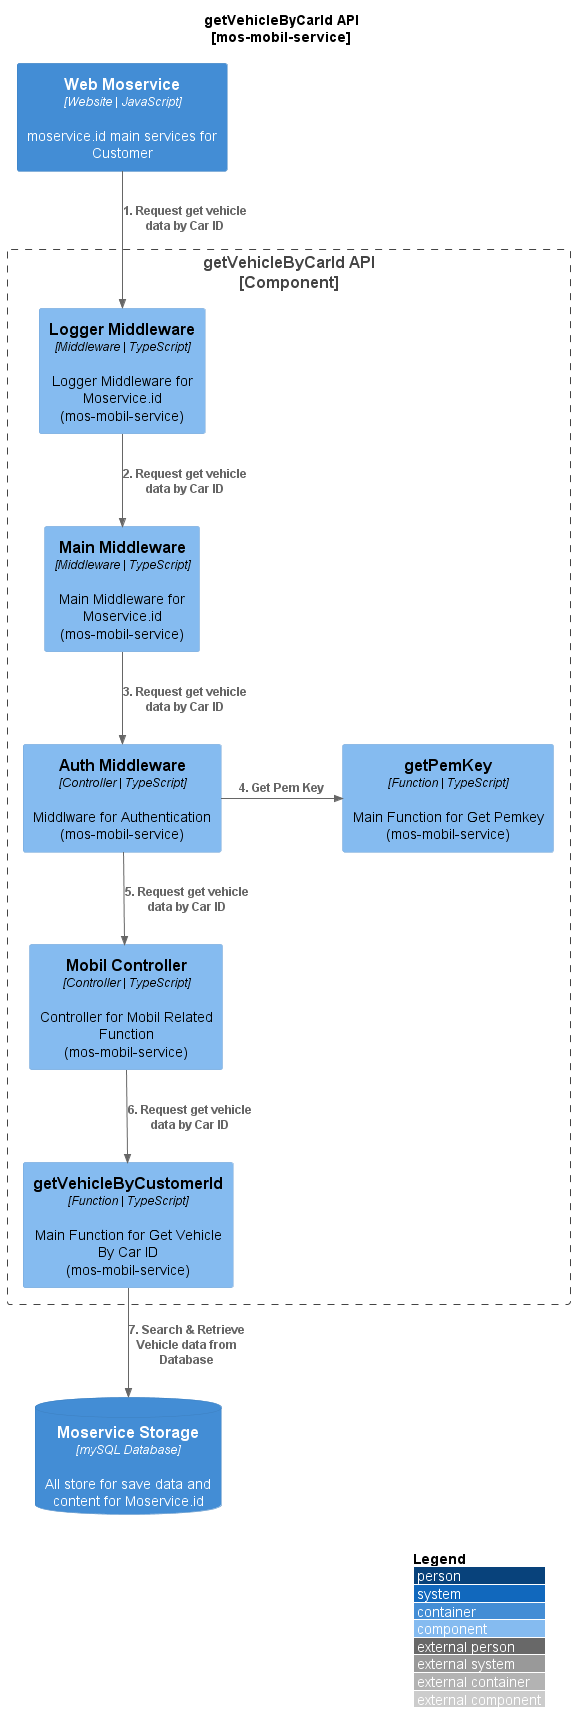 getVehicleByCarId API
[mos-mobil-service]
Web Moservice
[Website | JavaScript]
moservice.id main services for
Customer
1. Request get vehicle
data by Car ID
getVehicleByCarId API
[Component]
Logger Middleware
[Middleware | TypeScript]
Logger Middleware for
Moservice.id
(mos-mobil-service)
2. Request get vehicle
data by Car ID
Main Middleware
[Middleware | TypeScript]
Main Middleware for
Moservice.id
(mos-mobil-service)
3. Request get vehicle
data by Car ID
Auth Middleware
[Controller | TypeScript]
Middlware for Authentication
(mos-mobil-service)
4. Get Pem Key
getPemKey
[Function | TypeScript]
Main Function for Get Pemkey
(mos-mobil-service)
5. Request get vehicle
data by Car ID
Mobil Controller
[Controller | TypeScript]
Controller for Mobil Related
Function
(mos-mobil-service)
6. Request get vehicle
data by Car ID
getVehicleByCustomerId
[Function | TypeScript]
Main Function for Get Vehicle
By Car ID
(mos-mobil-service)
7. Search & Retrieve
Vehicle data from
Database
Moservice Storage
[mySQL Database]
All store for save data and
content for Moservice.id
Legend
person
system
container
component
external person
external system
external container
external component